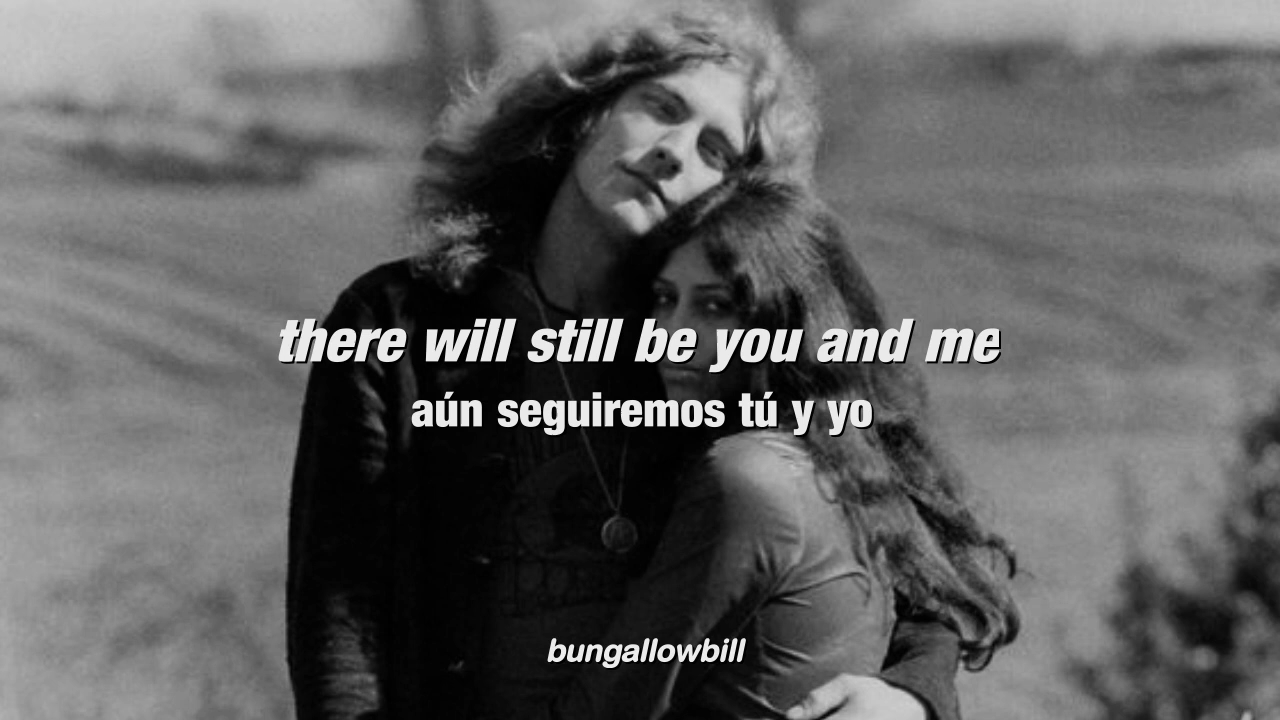 there will still be you and me
aún seguiremos tú y yo
bungallowbill